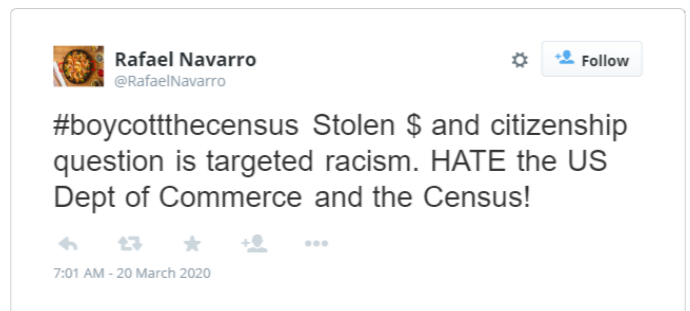 Rafael Navarro
@RafaelNavarro
Follow
#boycottthecensus Stolen $ and citizenship
question is targeted racism. HATE the US
Dept of Commerce and the Census!
7:01 AM - 20 March 2020